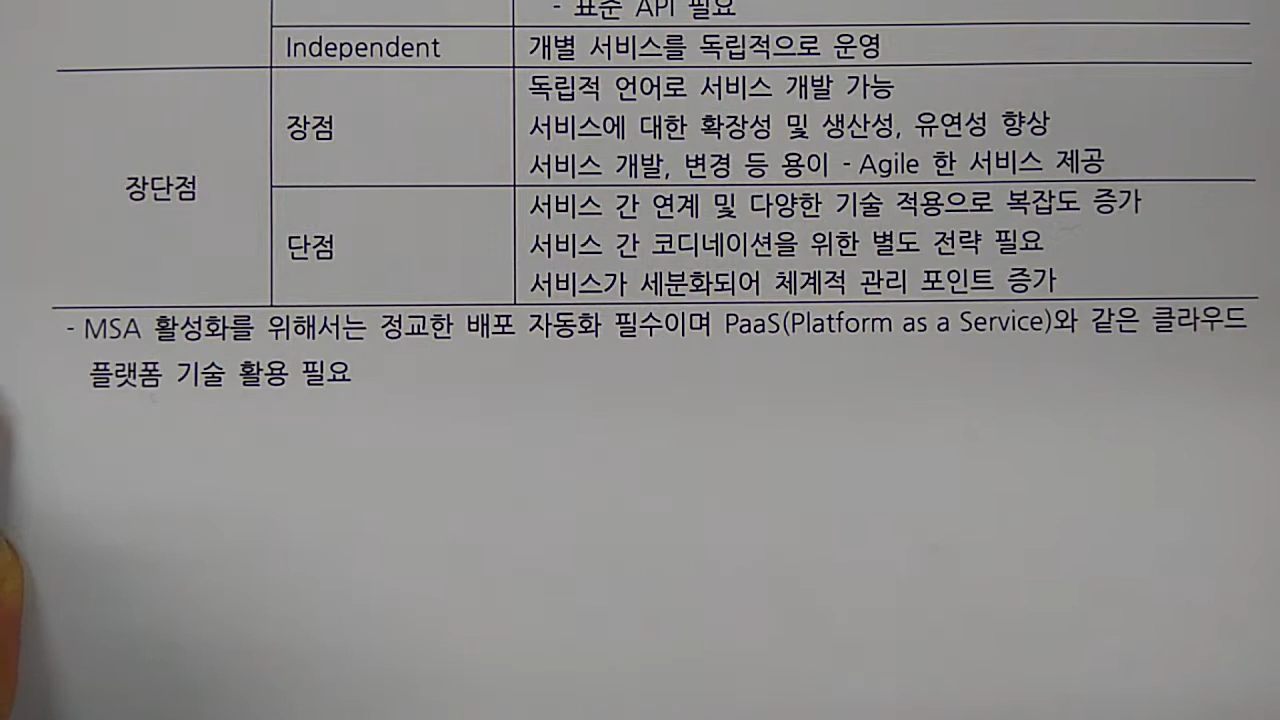 - 표준 API 필요
Independent 개별 서비스를 독립적으로 운영
독립적 언어로 서비스 개발 가능
장점 서비스에 대한 확장성 및 생산성, 유연성 향상
서비스 개발, 변경 등 용이 - Agile 한 서비스 제공
장단점
서비스 간 연계 및 다양한 기술 적용으로 복잡도 증가
단점 서비스 간 코디네이션을 위한 별도 전략 필요
서비스가 세분화되어 체계적 관리 포인트 증가
- MSA 활성화를 위해서는 정교한 배포 자동화 필수이며 PaaS(Platform as a Service)와 같은 클라우드
플랫폼 기술 활용 필요